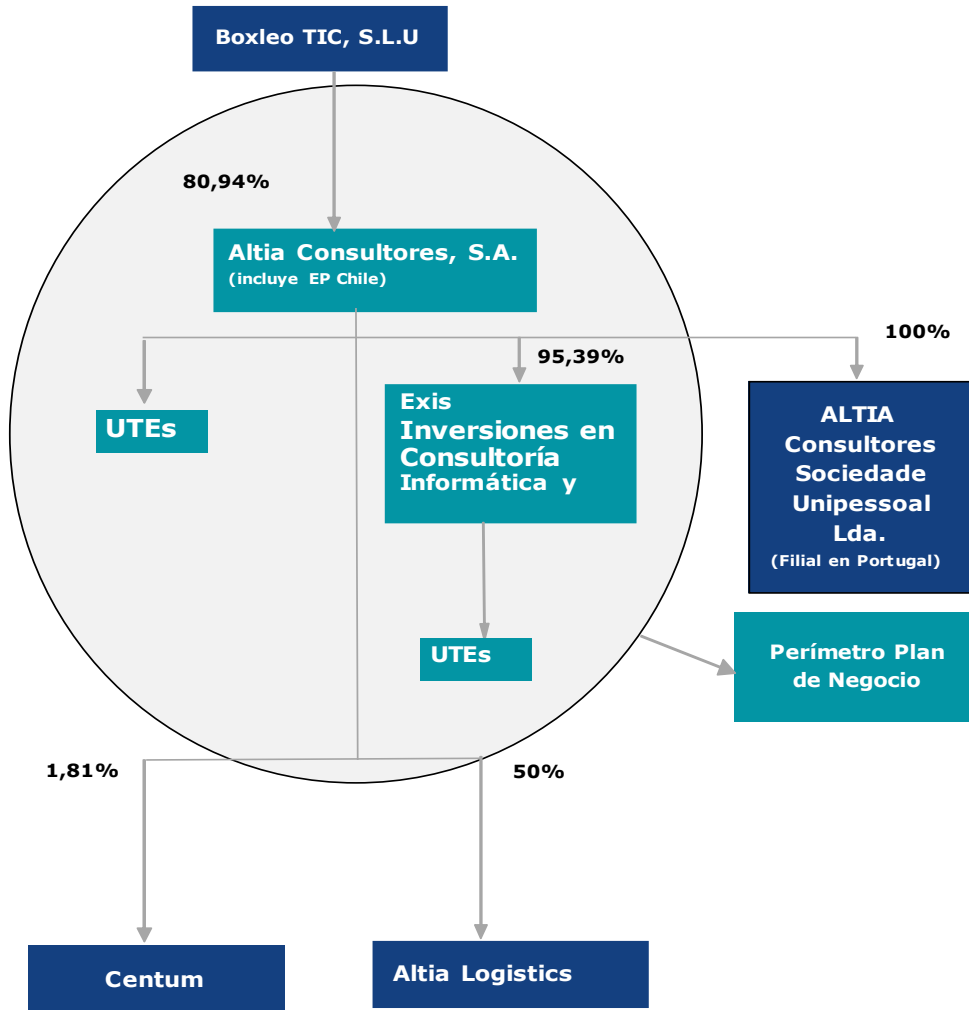 Boxleo TIC, S.L.U
80,94%
Altia Consultores, S.A.
(incluye EP Chile)
100%
95,39%
UTEs
Exis
Inversiones en
Consultoría
Informática y
ALTIA
Consultores
Sociedade
Unipessoal
Lda.
(Filial en Portugal)
UTEs
Perímetro Plan
de Negocio
1,81%
50%
Centum
Altia Logistics